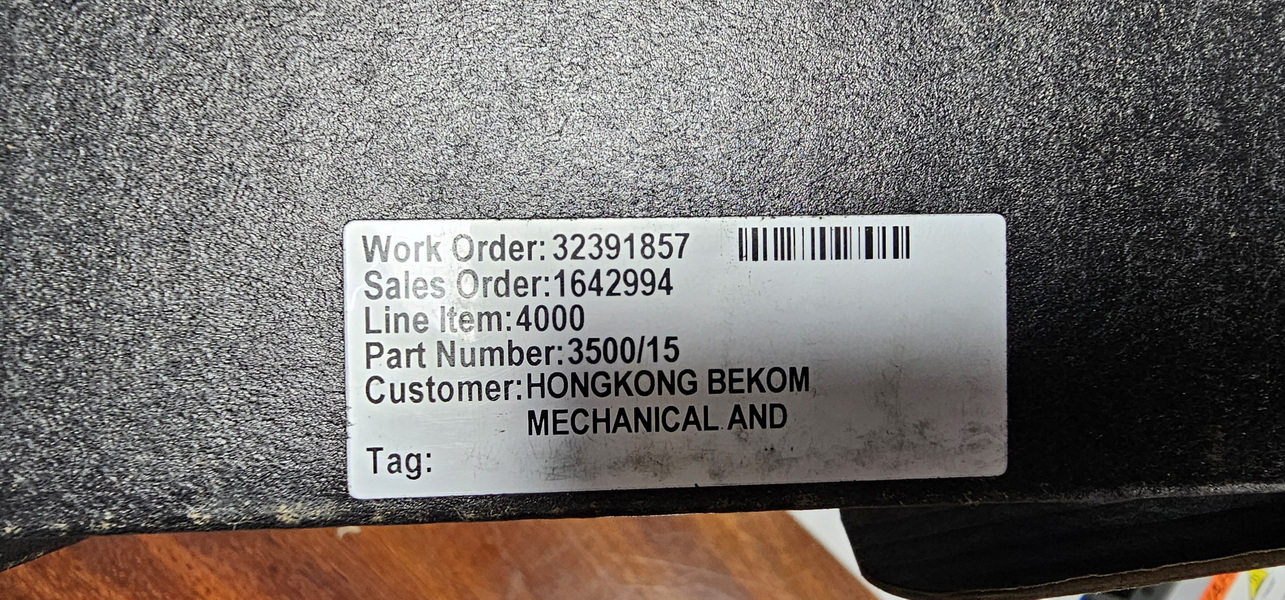 Work Order: 32391857
Sales Order:1642994
Line Item:4000
Part Number:3500/15
Customer:HONGKONG BEKOM
MECHANICAL AND
Tag: